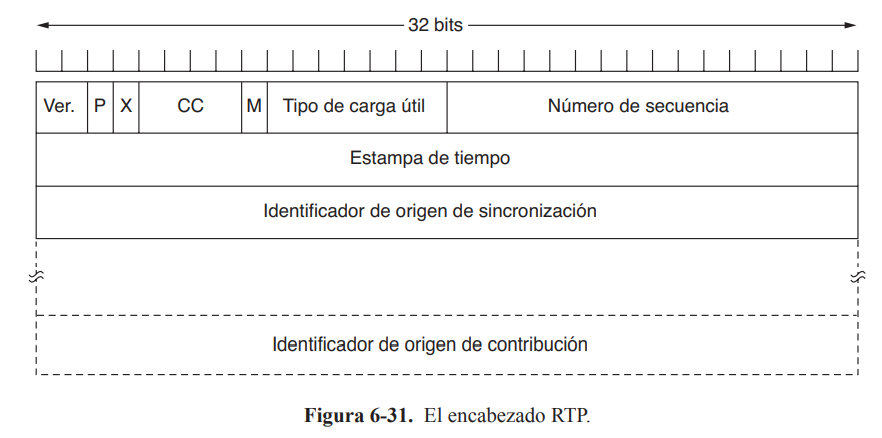 32 bits
Ver. P X CC M Tipo de carga útil Número de secuencia
Estampa de tiempo
Identificador de origen de sincronización
Identificador de origen de contribución
Figura 6-31. El encabezado RTP.